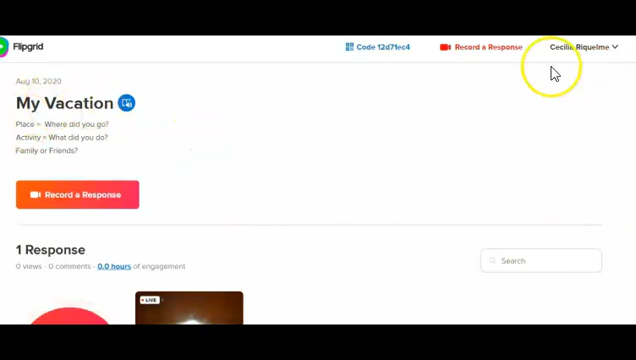 Flipgrid
Code 12d71ec4
Record a Response
Cecilia Riquelme
Aug 10, 2020
My Vacation
Place = Where did you go?
Activity = What did you do?
Family or Friends?
Record a Response
1 Response
Search
0 views · 0 comments · 0.0 hours of engagement
LIVE